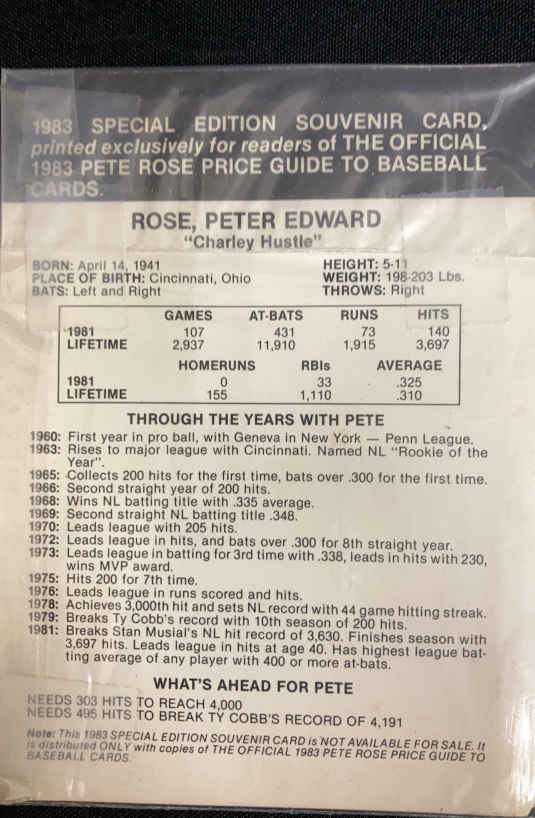 1983 SPECIAL EDITION SOUVENIR CARD,
printed exclusively for readers of THE OFFICIAL
1983 PETE ROSE PRICE GUIDE TO BASEBALL
CARDS.
ROSE, PETER EDWARD
"Charley Hustle"
BORN: April 14, 1941 HEIGHT: 5-11
PLACE OF BIRTH: Cincinnati, Ohio WEIGHT: 198-203 Lbs.
BATS: Left and Right THROWS: Right
GAMES AT-BATS RUNS HITS
1981 107 431 73 140
LIFETIME 2,937 11,910 1,915 3,697
HOMERUNS RBIs AVERAGE
1981 0 33 .325
LIFETIME 155 1,110 .310
THROUGH THE YEARS WITH PETE
1960: First year in pro ball, with Geneva in New York — Penn League.
1963: Rises to major league with Cincinnati. Named NL "Rookie of the
Year".
1965: Collects 200 hits for the first time, bats over .300 for the first time.
1966: Second straight year of 200 hits.
1968: Wins NL batting title with .335 average.
1969: Second straight NL batting title .348.
1970: Leads league with 205 hits.
1972: Leads league in hits, and bats over .300 for 8th straight year.
1973: Leads league in batting for 3rd time with .338, leads in hits with 230,
wins MVP award.
1975: Hits 200 for 7th time.
1976: Leads league in runs scored and hits.
1978: Achieves 3,000th hit and sets NL record with 44 game hitting streak.
1979: Breaks Ty Cobb's record with 10th season of 200 hits.
1981: Breaks Stan Musial's NL hit record of 3,630. Finishes season with
3,697 hits. Leads league in hits at age 40. Has highest league bat-
ting average of any player with 400 or more at-bats.
WHAT'S AHEAD FOR PETE
NEEDS 303 HITS TO REACH 4,000
NEEDS 495 HITS TO BREAK TY COBB'S RECORD OF 4,191
Note: This 1983 SPECIAL EDITION SOUVENIR CARD is NOT AVAILABLE FOR SALE. It
is distributed ONLY with copies of THE OFFICIAL 1983 PETE ROSE PRICE GUIDE TO
BASEBALL CARDS.